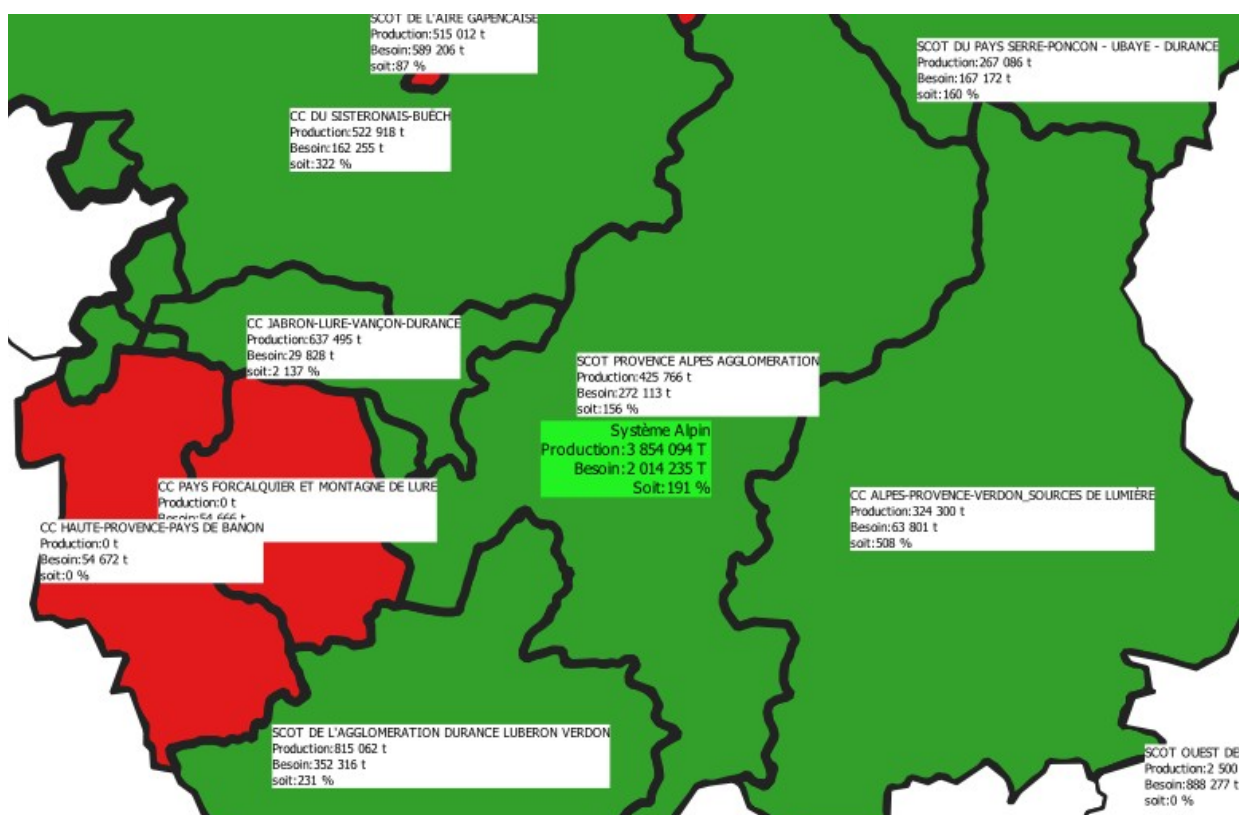 SCOT DE L'AIRE GAPENCAISE
Production:515 012 t
Besoin:589 206 t
soit:87 %
SCOT DU PAYS SERRE-PONCON - UBAYE - DURANCE
Production:267 086 t
Besoin:167 172 t
soit:160 %
CC DU SISTERONAIS-BUËCH
Production:522 918 t
Besoin:162 255 t
soit:322 %
CC JABRON-LURE-VANÇON-DURANCE
Production:637 495 t
Besoin:29 828 t
soit:2 137 %
SCOT PROVENCE ALPES AGGLOMERATION
Production:425 766 t
Besoin:272 113 t
soit:156 %
Système Alpin
Production:3 854 094 T
Besoin:2 014 235 T
Soit:191 %
CC PAYS FORCALQUIER ET MONTAGNE DE LURE
Production:0 t
Besoin:54 666 t
CC HAUTE-PROVENCE-PAYS DE BANON
Production:0 t
Besoin:54 672 t
soit:0 %
CC ALPES-PROVENCE-VERDON_SOURCES DE LUMIÈRE
Production:324 300 t
Besoin:63 801 t
soit:508 %
SCOT DE L'AGGLOMERATION DURANCE LUBERON VERDON
Production:815 062 t
Besoin:352 316 t
soit:231 %
SCOT OUEST DE
Production:2 500
Besoin:888 277 t
soit:0 %